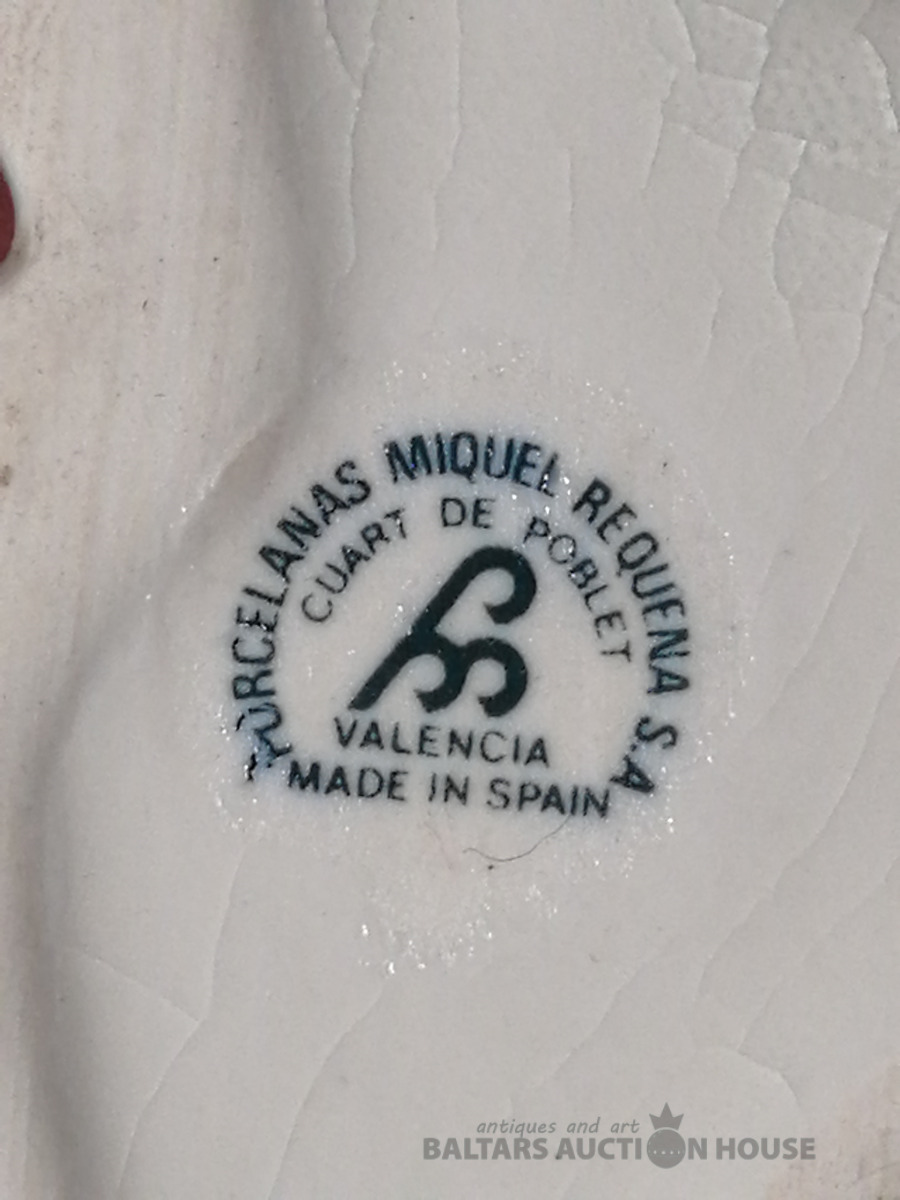 PORCELANAS MIQUEL REQUENA S.A
CUART DE POBLET
VALENCIA
MADE IN SPAIN
antiques and art
BALTARS AUCTION HOUSE